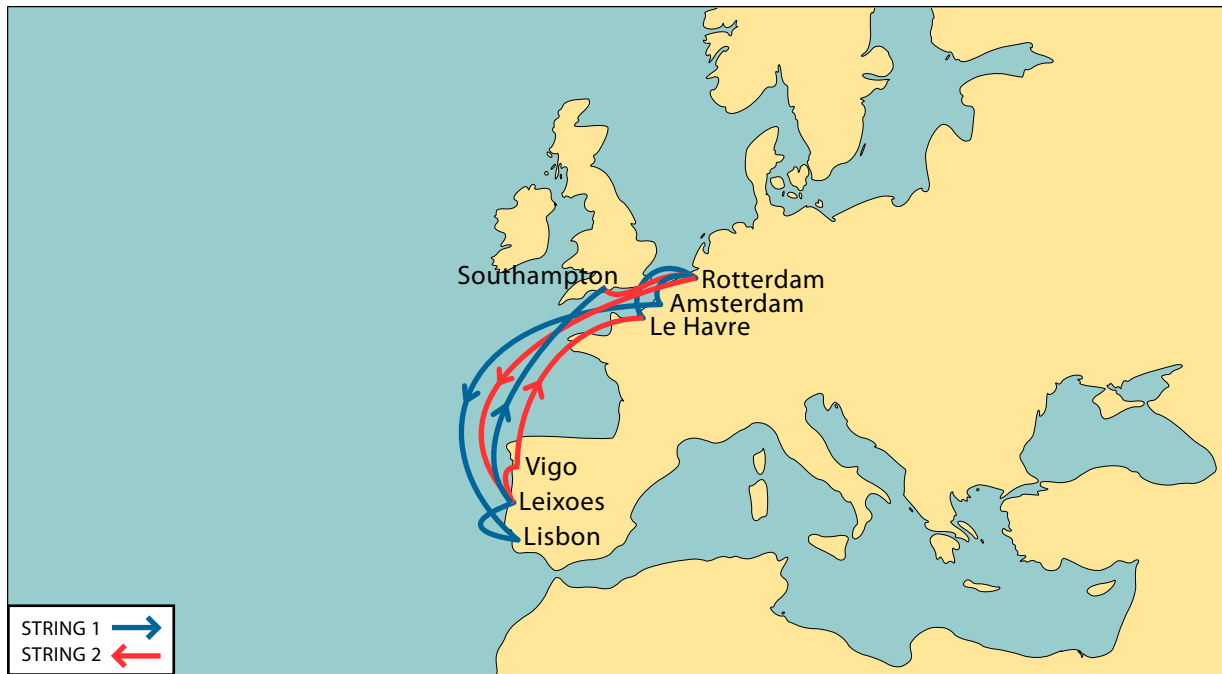 Southampton
Rotterdam
Amsterdam
Le Havre
Vigo
Leixoes
Lisbon
STRING 1
STRING 2